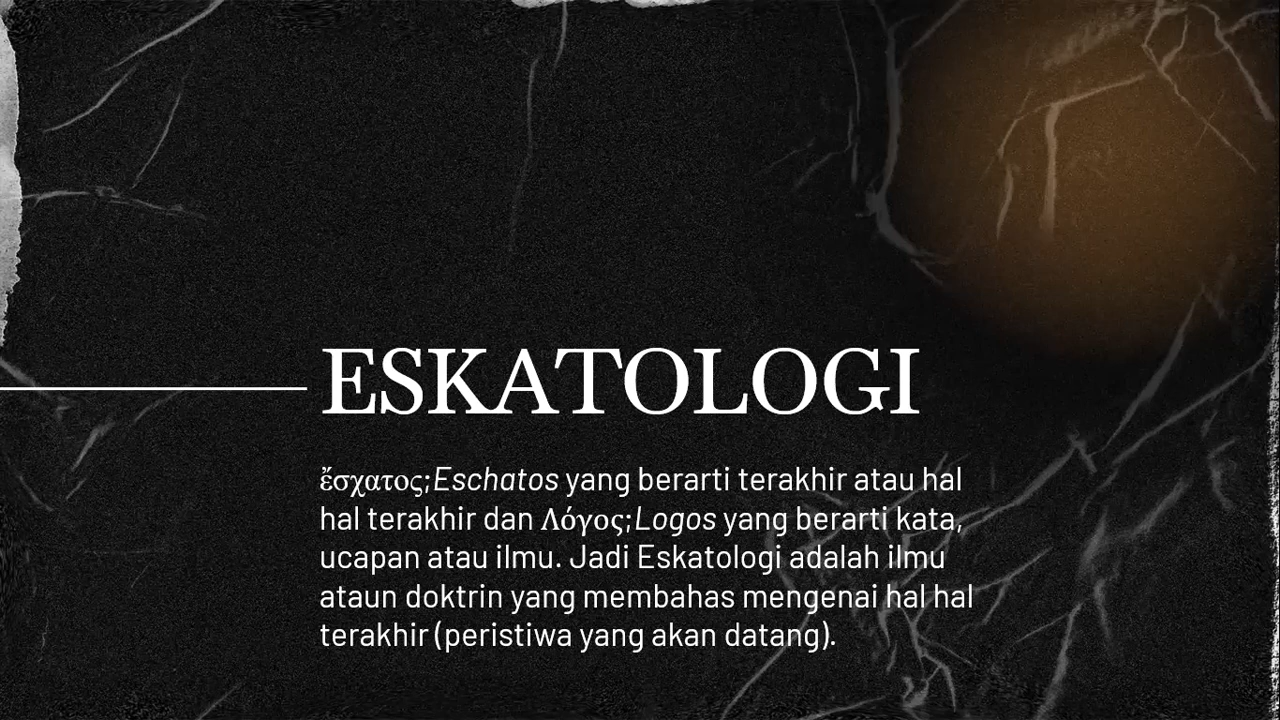 ESKATOLOGI
ἔσχατος;Eschatos yang berarti terakhir atau hal
hal terakhir dan Λόγος;Logos yang berarti kata,
ucapan atau ilmu. Jadi Eskatologi adalah ilmu
ataun doktrin yang membahas mengenai hal hal
terakhir (peristiwa yang akan datang).